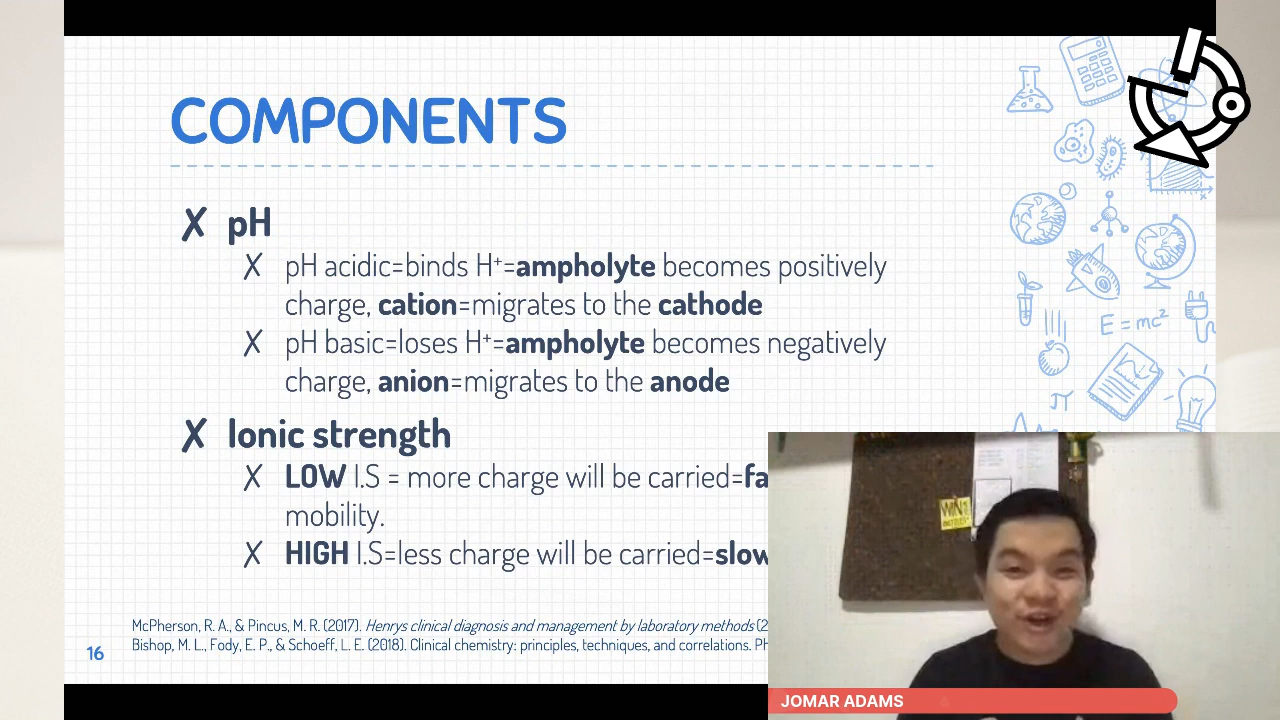 COMPONENTS
✗ pH
✗ pH acidic=binds H⁺=ampholyte becomes positively
charge, cation=migrates to the cathode
✗ pH basic=loses H⁺=ampholyte becomes negatively
charge, anion=migrates to the anode
✗ Ionic strength
✗ LOW I.S = more charge will be carried=fa
mobility.
✗ HIGH I.S=less charge will be carried=slow
McPherson, R. A., & Pincus, M. R. (2017). Henrys clinical diagnosis and management by laboratory methods (2
Bishop, M. L., Fody, E. P., & Schoeff, L. E. (2018). Clinical chemistry: principles, techniques, and correlations. Ph
16
E = mc²
π
WIN
JOMAR ADAMS